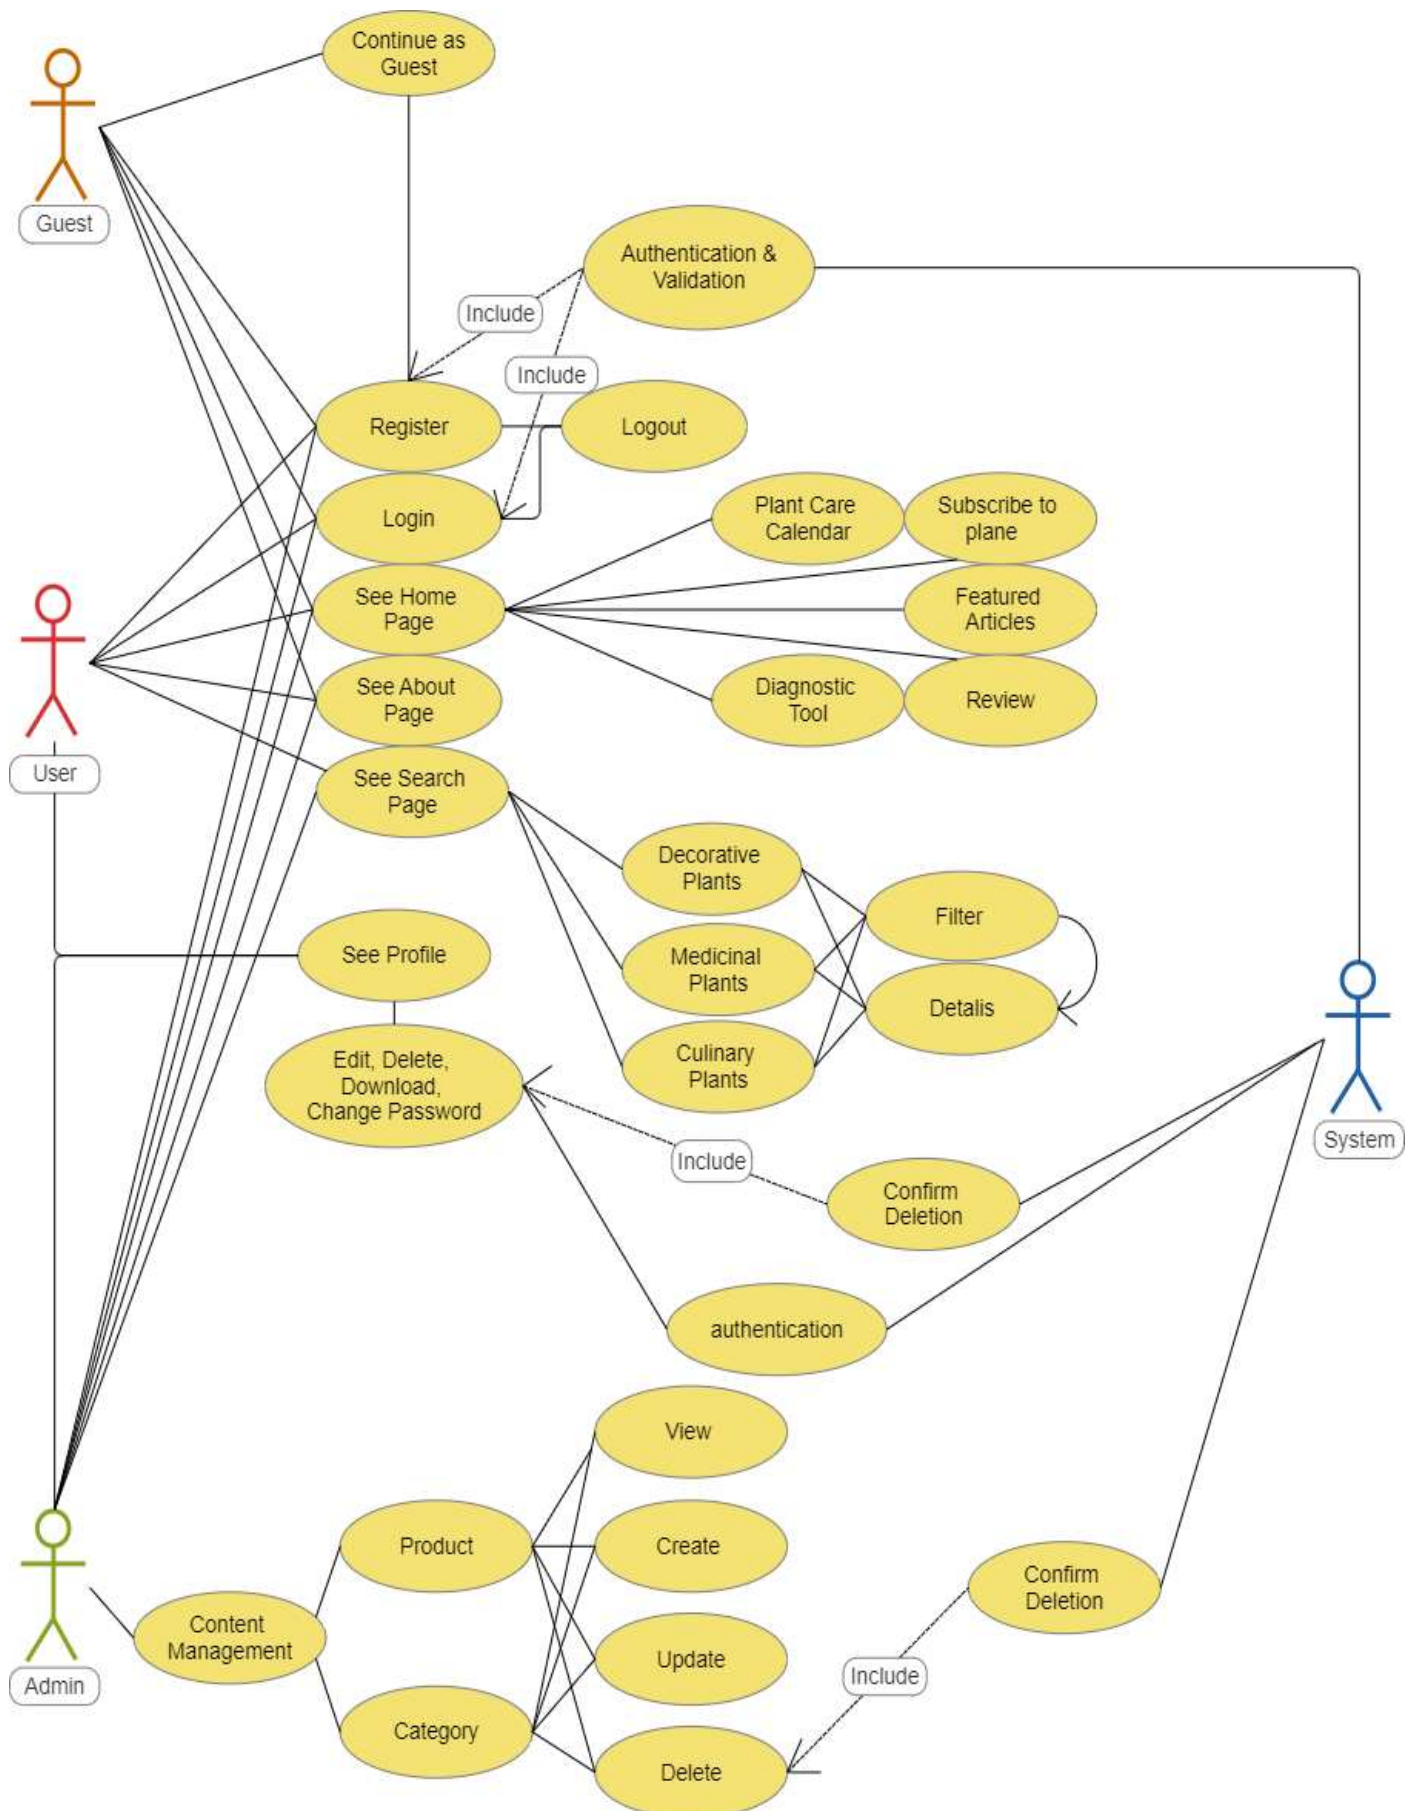 Continue as
Guest
Guest
Authentication &
Validation
Include
Include
Register
Logout
Login
Plant Care
Calendar
Subscribe to
plane
See Home
Page
Featured
Articles
See About
Page
Diagnostic
Tool
Review
User
See Search
Page
Decorative
Plants
Filter
See Profile
Medicinal
Plants
Detalis
Edit, Delete,
Download,
Change Password
Culinary
Plants
System
Include
Confirm
Deletion
authentication
View
Product
Create
Confirm
Deletion
Content
Management
Update
Admin
Include
Category
Delete